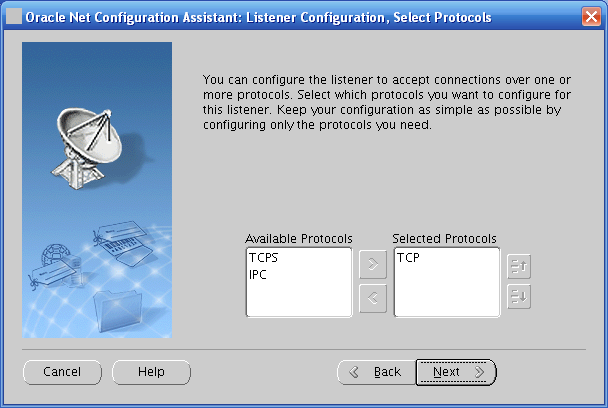 Oracle Net Configuration Assistant: Listener Configuration, Select Protocols
You can configure the listener to accept connections over one or
more protocols. Select which protocols you want to configure for
this listener. Keep your configuration as simple as possible by
configuring only the protocols you need.
Available Protocols
TCPS
IPC
Selected Protocols
TCP
Cancel
Help
Back
Next